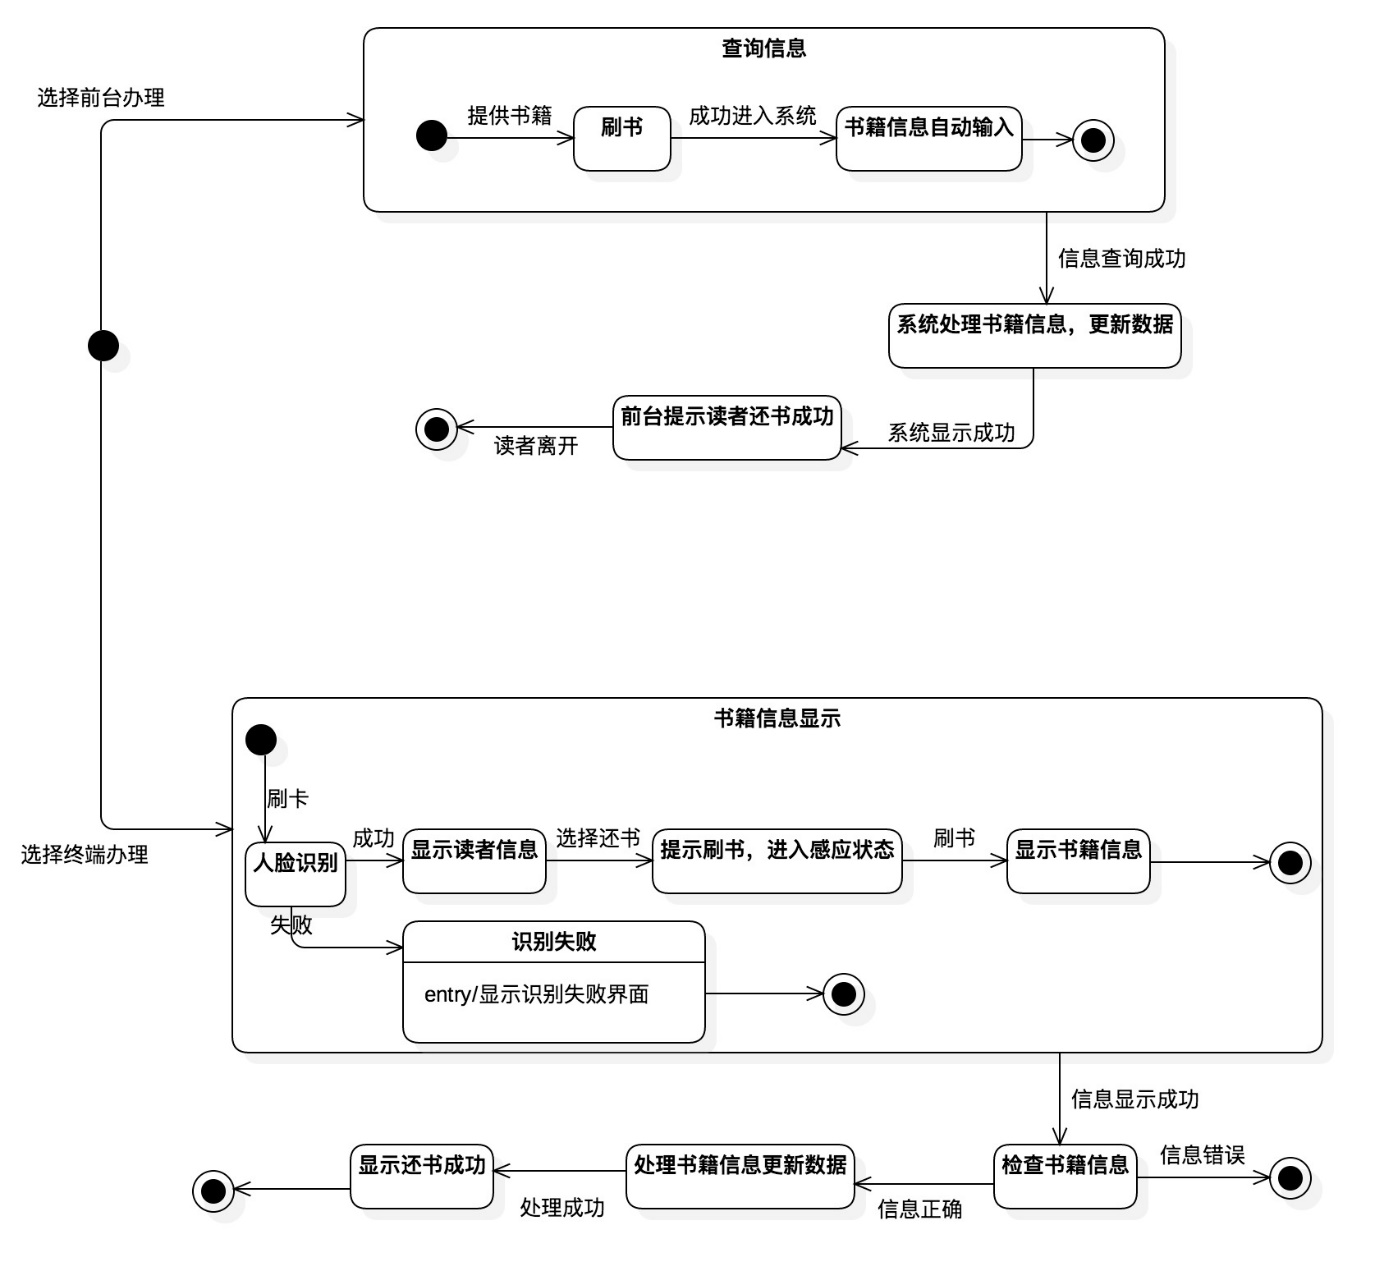 查询信息
选择前台办理
提供书籍
刷书
成功进入系统
书籍信息自动输入
信息查询成功
系统处理书籍信息，更新数据
系统显示成功
前台提示读者还书成功
读者离开
选择终端办理
书籍信息显示
刷卡
人脸识别
成功
显示读者信息
选择还书
提示刷书，进入感应状态
刷书
显示书籍信息
失败
识别失败
entry/显示识别失败界面
信息显示成功
检查书籍信息
信息错误
信息正确
处理书籍信息更新数据
处理成功
显示还书成功